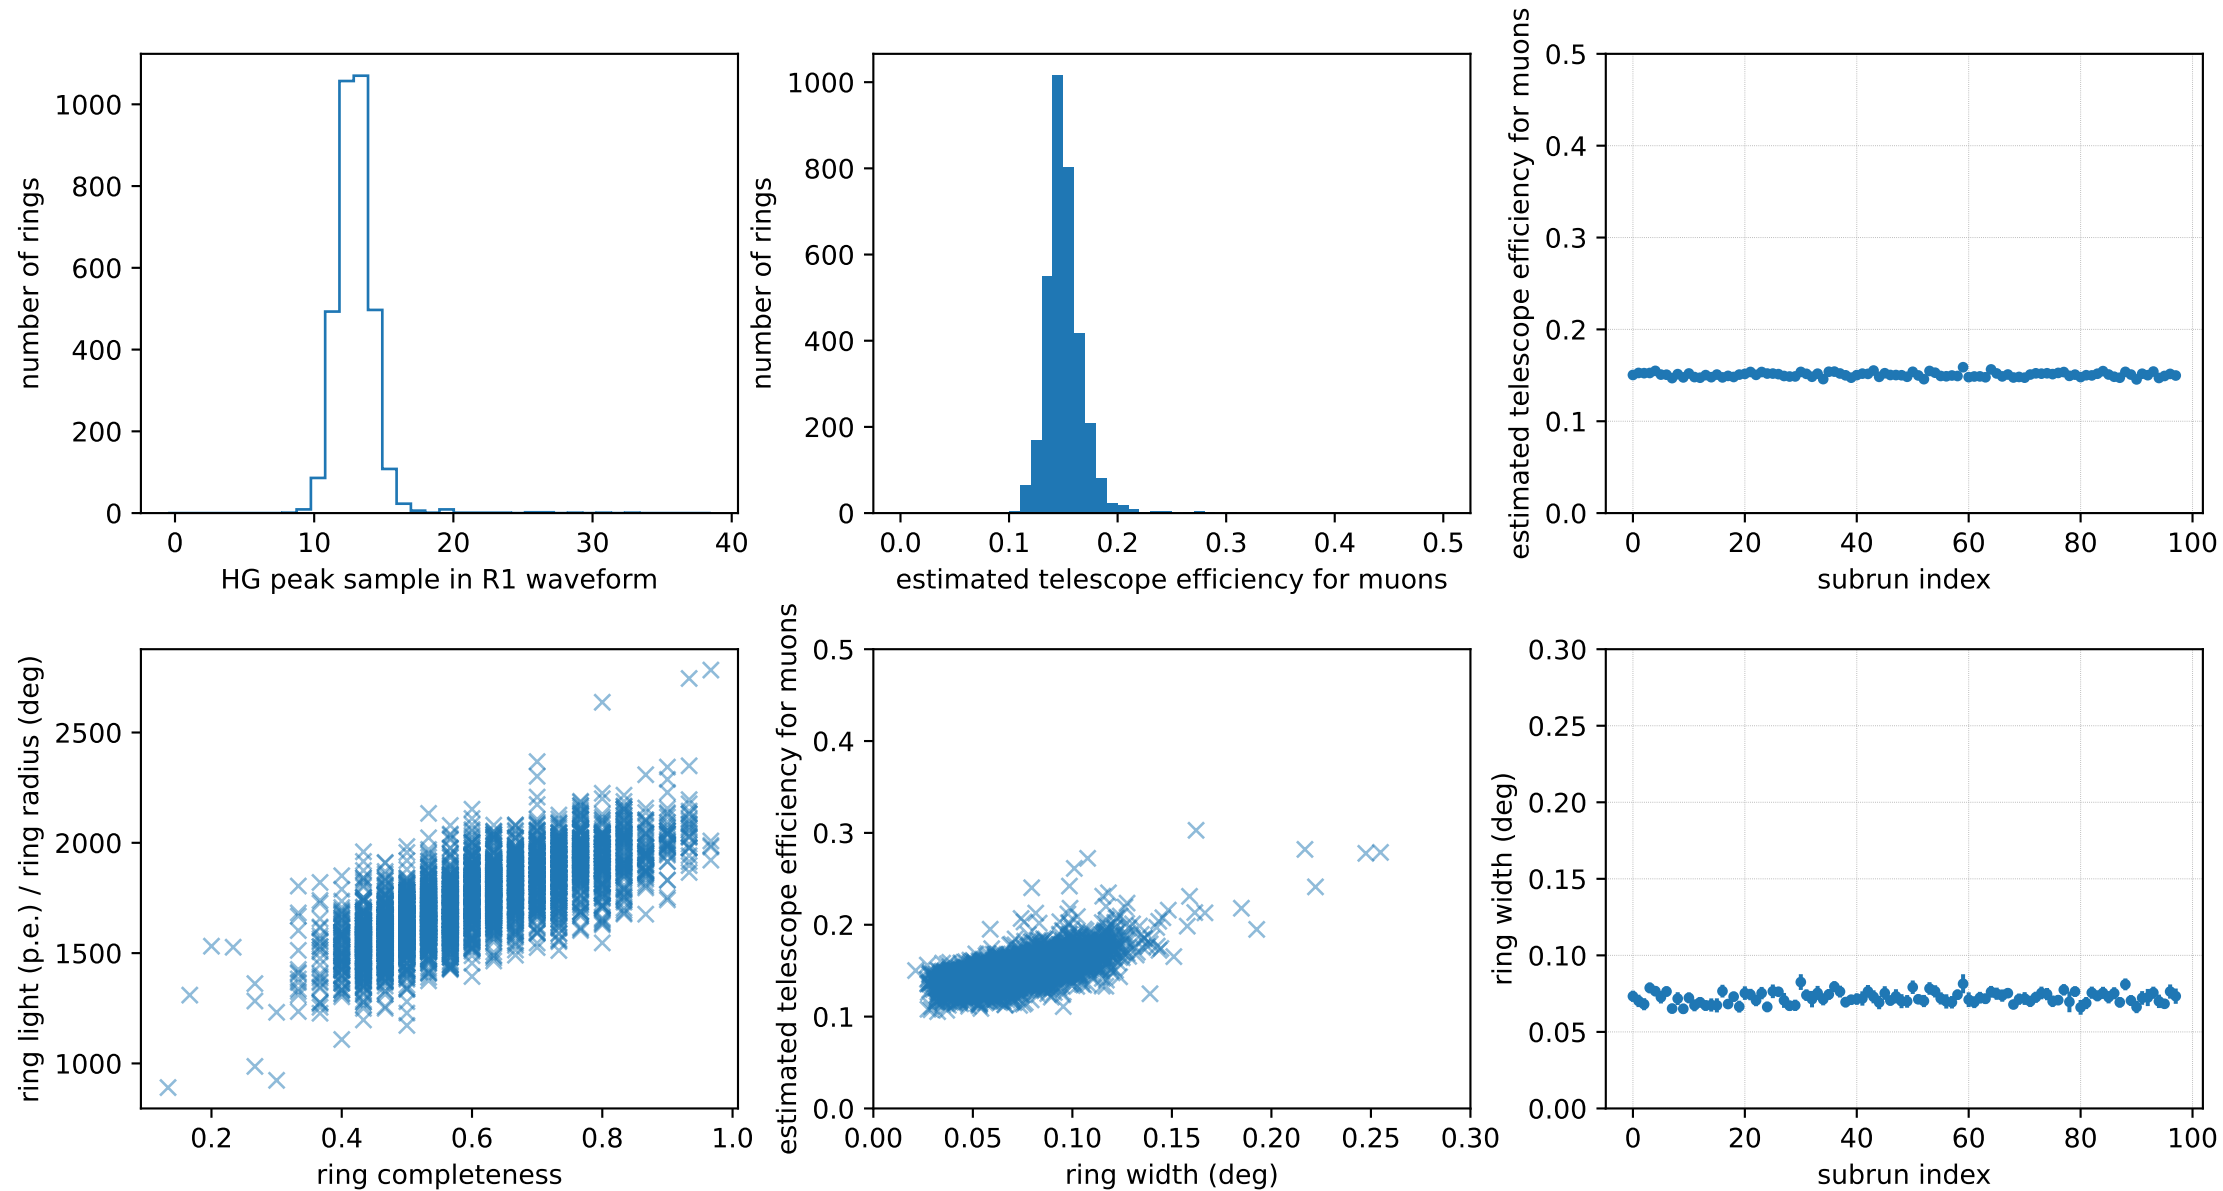 number of rings
1000
800
600
400
200
0
0 10 20 30 40
HG peak sample in R1 waveform
number of rings
1000
800
600
400
200
0
0.0 0.1 0.2 0.3 0.4 0.5
estimated telescope efficiency for muons
estimated telescope efficiency for muons
0.5
0.4
0.3
0.2
0.1
0.0
0 20 40 60 80 100
subrun index
ring light (p.e.) / ring radius (deg)
2500
2000
1500
1000
0.2 0.4 0.6 0.8 1.0
ring completeness
estimated telescope efficiency for muons
0.5
0.4
0.3
0.2
0.1
0.0
0.00 0.05 0.10 0.15 0.20 0.25 0.30
ring width (deg)
ring width (deg)
0.30
0.25
0.20
0.15
0.10
0.05
0.00
0 20 40 60 80 100
subrun index